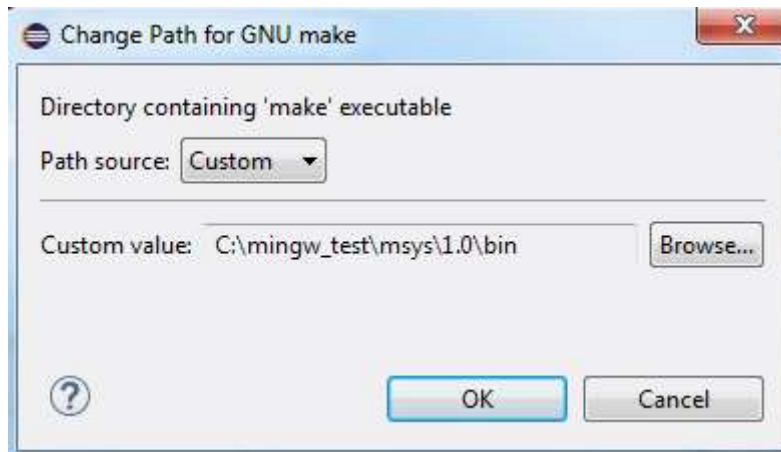 Change Path for GNU make
Directory containing 'make' executable
Path source: Custom
Custom value: C:\mingw_test\msys\1.0\bin Browse...
? OK Cancel